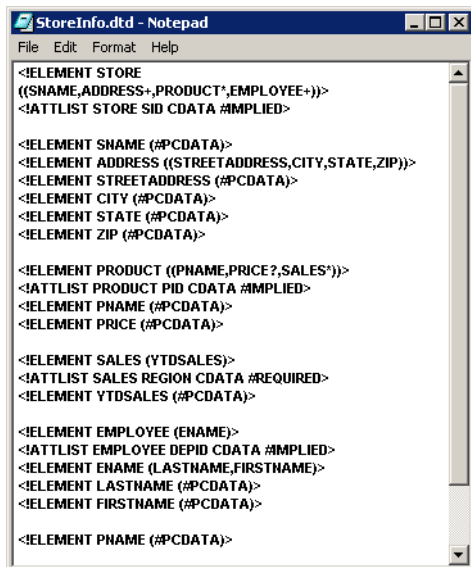 StoreInfo.dtd - Notepad
File Edit Format Help
<!ELEMENT STORE
((SNAME,ADDRESS+,PRODUCT*,EMPLOYEE+))>
<!ATTLIST STORE SID CDATA #IMPLIED>
<!ELEMENT SNAME (#PCDATA)>
<!ELEMENT ADDRESS ((STREETADDRESS,CITY,STATE,ZIP))>
<!ELEMENT STREETADDRESS (#PCDATA)>
<!ELEMENT CITY (#PCDATA)>
<!ELEMENT STATE (#PCDATA)>
<!ELEMENT ZIP (#PCDATA)>
<!ELEMENT PRODUCT ((PNAME,PRICE?,SALES*))>
<!ATTLIST PRODUCT PID CDATA #IMPLIED>
<!ELEMENT PNAME (#PCDATA)>
<!ELEMENT PRICE (#PCDATA)>
<!ELEMENT SALES (YTDSALES)>
<!ATTLIST SALES REGION CDATA #REQUIRED>
<!ELEMENT YTDSALES (#PCDATA)>
<!ELEMENT EMPLOYEE (ENAME)>
<!ATTLIST EMPLOYEE DEPID CDATA #IMPLIED>
<!ELEMENT ENAME (LASTNAME,FIRSTNAME)>
<!ELEMENT LASTNAME (#PCDATA)>
<!ELEMENT FIRSTNAME (#PCDATA)>
<!ELEMENT PNAME (#PCDATA)>